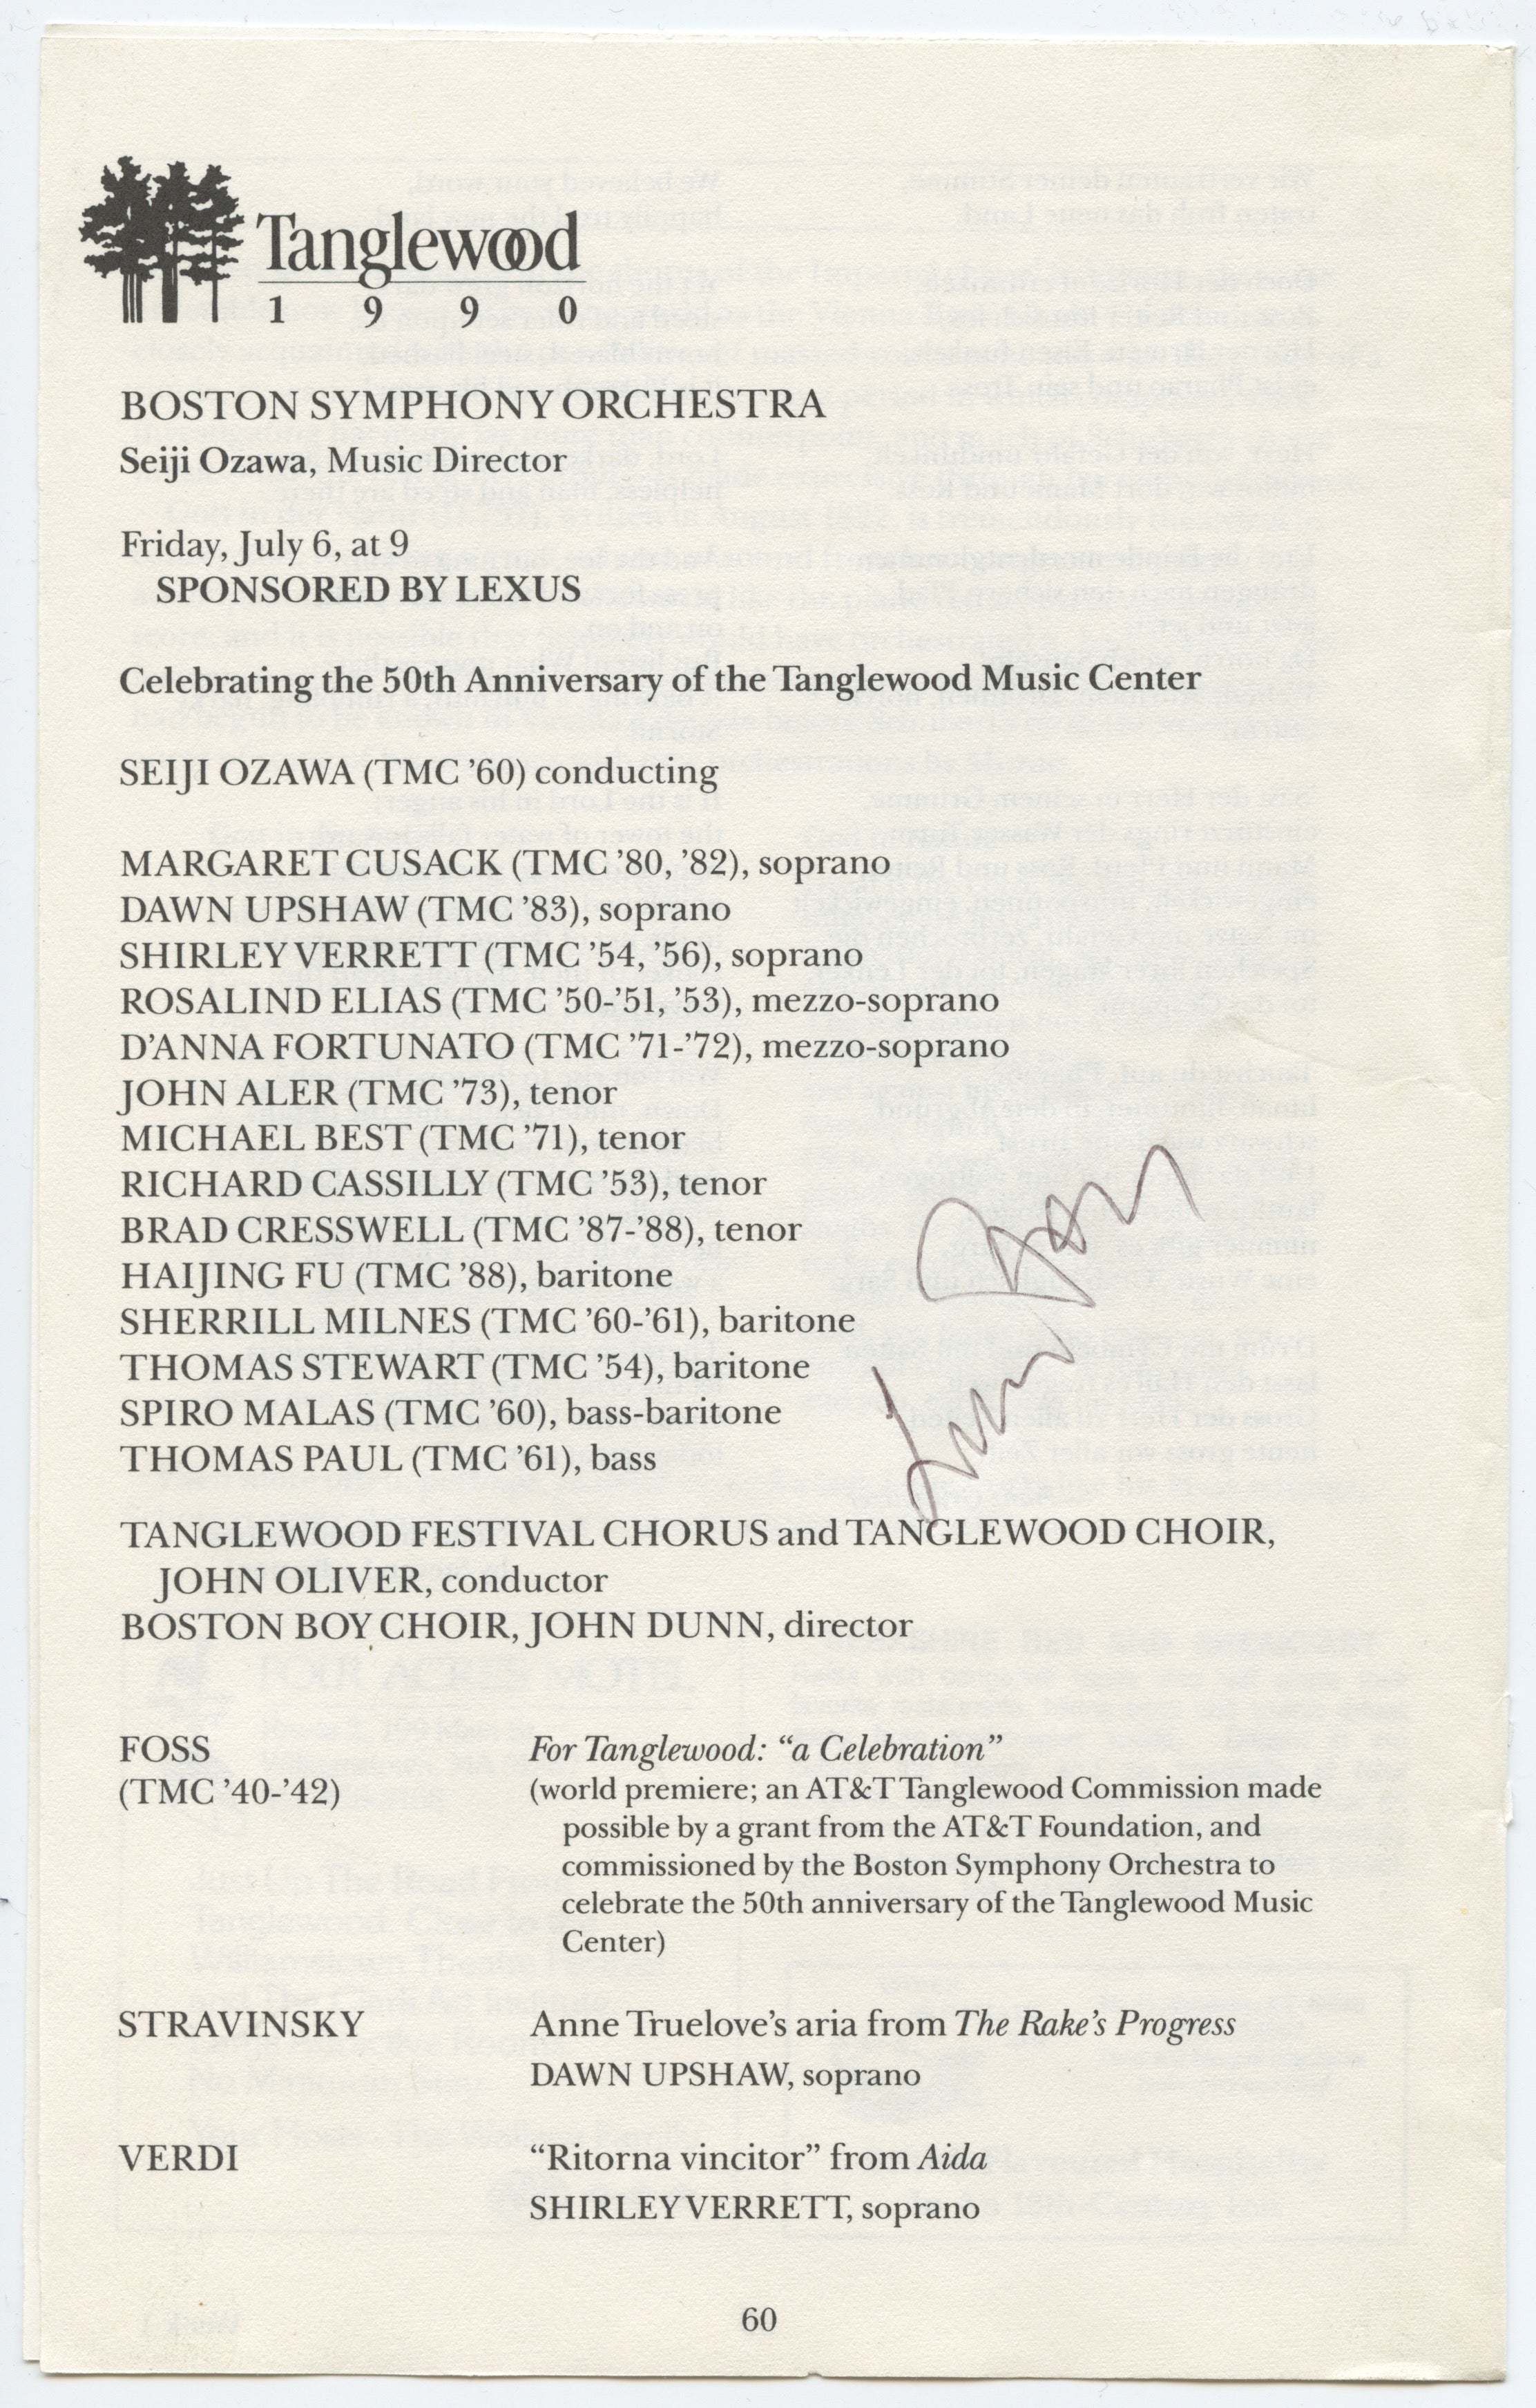 Tanglewood
1990
BOSTON SYMPHONY ORCHESTRA
Seiji Ozawa, Music Director
Friday, July 6, at 9
SPONSORED BY LEXUS
Celebrating the 50th Anniversary of the Tanglewood Music Center
SEIJI OZAWA (TMC ’60) conducting
MARGARET CUSACK (TMC ’80, ’82), soprano
DAWN UPSHAW (TMC ’83), soprano
SHIRLEY VERRETT (TMC ’54, ’56), soprano
ROSALIND ELIAS (TMC ’50-’51, ’53), mezzo-soprano
D’ANNA FORTUNATO (TMC ’71-’72), mezzo-soprano
JOHN ALER (TMC ’73), tenor
MICHAEL BEST (TMC ’71), tenor
RICHARD CASSILLY (TMC ’53), tenor
BRAD CRESSWELL (TMC ’87-’88), tenor
HAIJING FU (TMC ’88), baritone
SHERRILL MILNES (TMC ’60-’61), baritone
THOMAS STEWART (TMC ’54), baritone
SPIRO MALAS (TMC ’60), bass-baritone
THOMAS PAUL (TMC ’61), bass
TANGLEWOOD FESTIVAL CHORUS and TANGLEWOOD CHOIR,
JOHN OLIVER, conductor
BOSTON BOY CHOIR, JOHN DUNN, director
FOSS For Tanglewood: “a Celebration”
(TMC ’40-’42) (world premiere; an AT&T Tanglewood Commission made
possible by a grant from the AT&T Foundation, and
commissioned by the Boston Symphony Orchestra to
celebrate the 50th anniversary of the Tanglewood Music
Center)
STRAVINSKY Anne Truelove’s aria from The Rake’s Progress
DAWN UPSHAW, soprano
VERDI “Ritorna vincitor” from Aida
SHIRLEY VERRETT, soprano
60